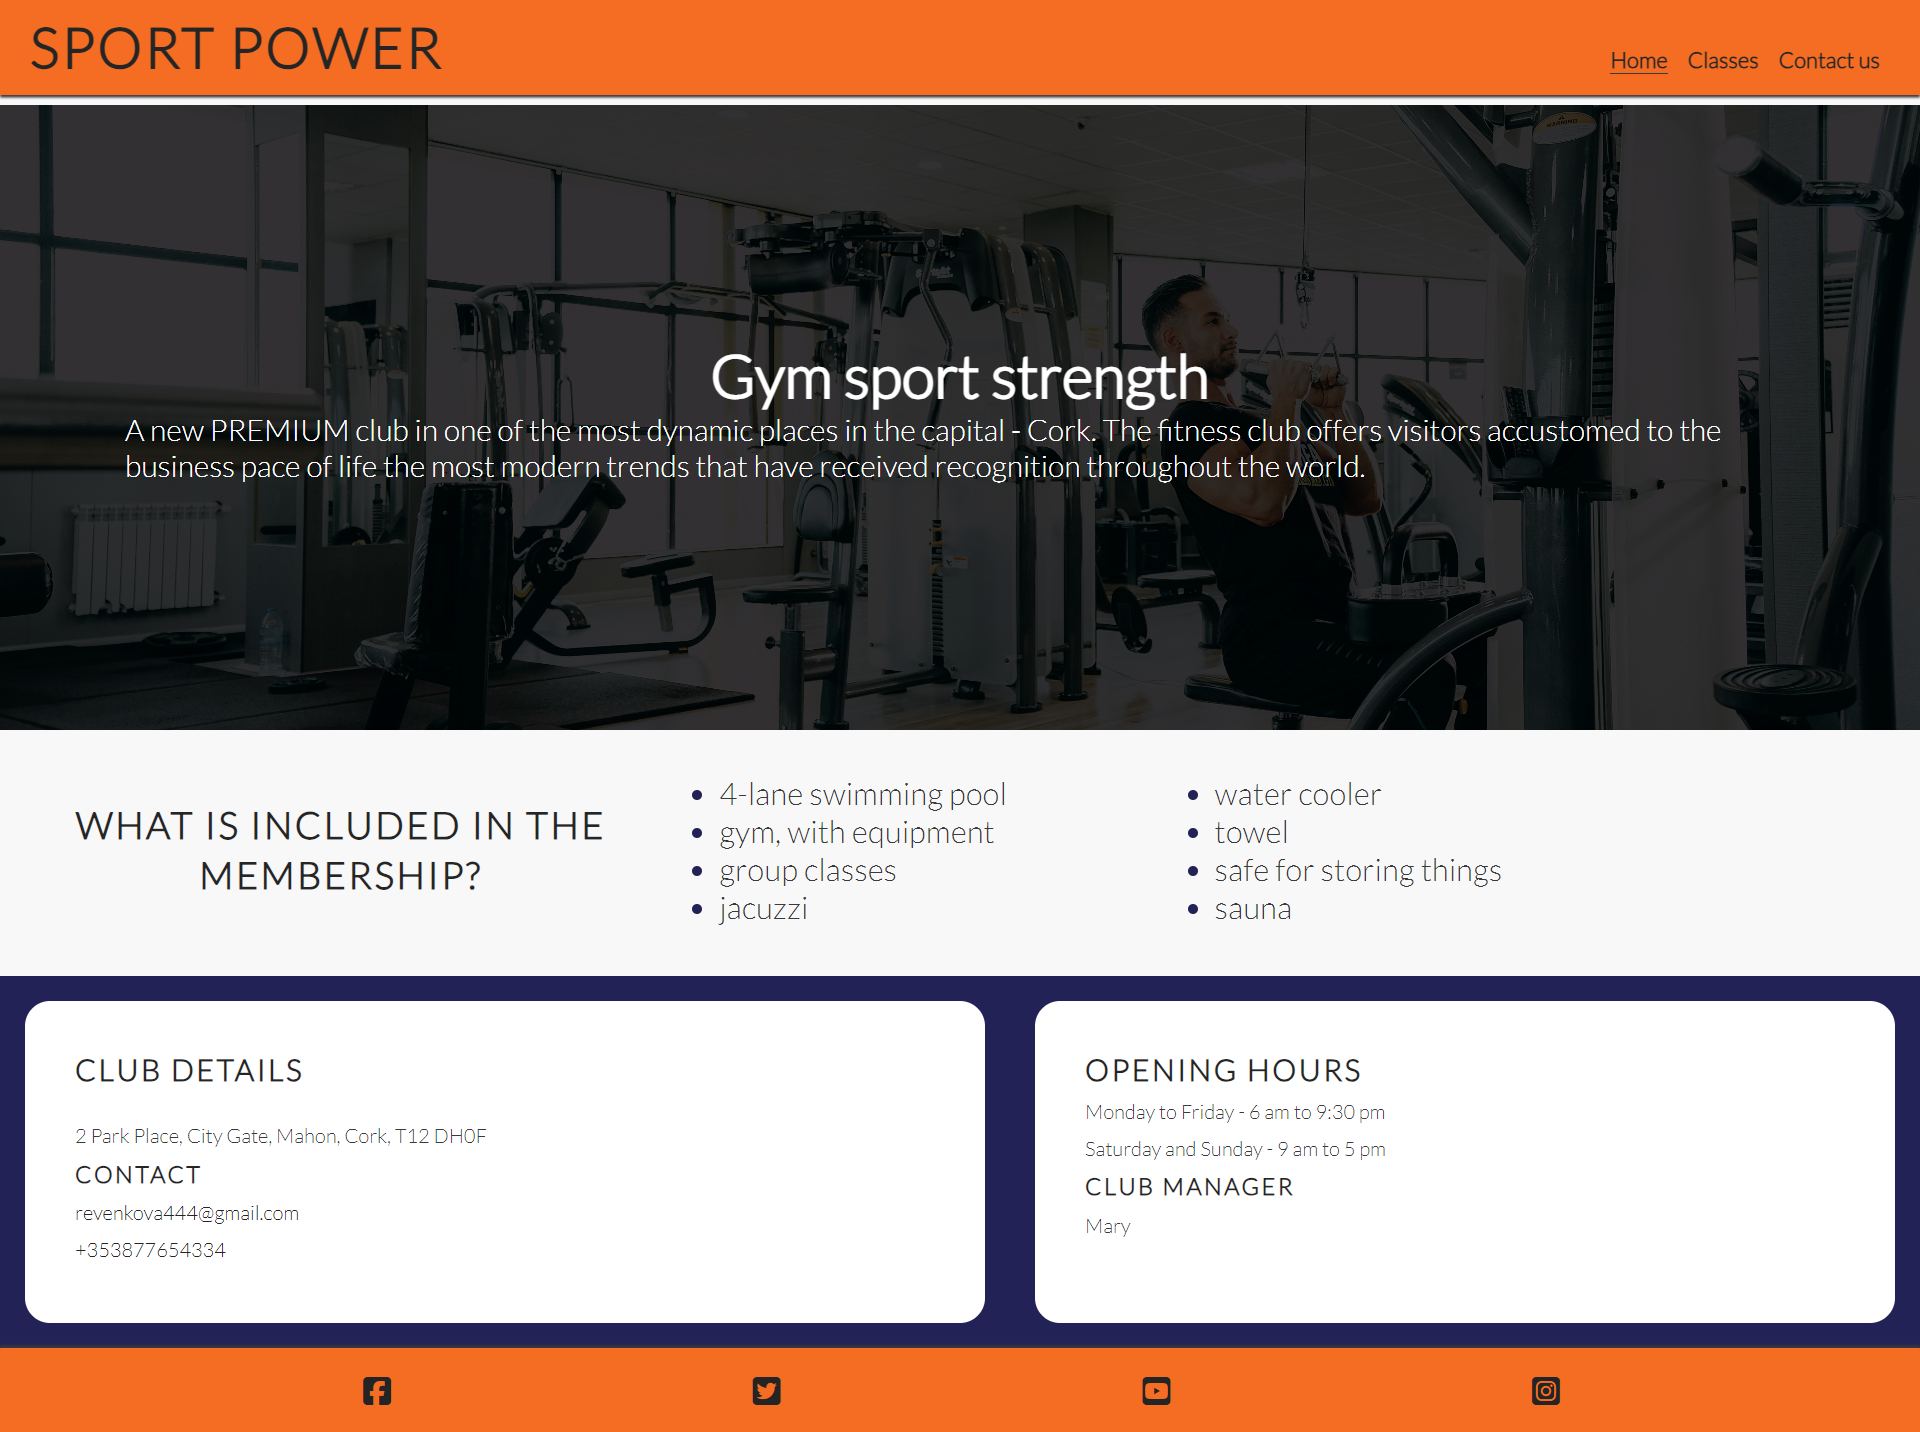 SPORT POWER
Home Classes Contact us
Gym sport strength
A new PREMIUM club in one of the most dynamic places in the capital - Cork. The fitness club offers visitors accustomed to the
business pace of life the most modern trends that have received recognition throughout the world.
WHAT IS INCLUDED IN THE
MEMBERSHIP?
4-lane swimming pool
gym, with equipment
group classes
jacuzzi
water cooler
towel
safe for storing things
sauna
CLUB DETAILS
2 Park Place, City Gate, Mahon, Cork, T12 DH0F
CONTACT
revenkova444@gmail.com
+353877654334
OPENING HOURS
Monday to Friday - 6 am to 9:30 pm
Saturday and Sunday - 9 am to 5 pm
CLUB MANAGER
Mary